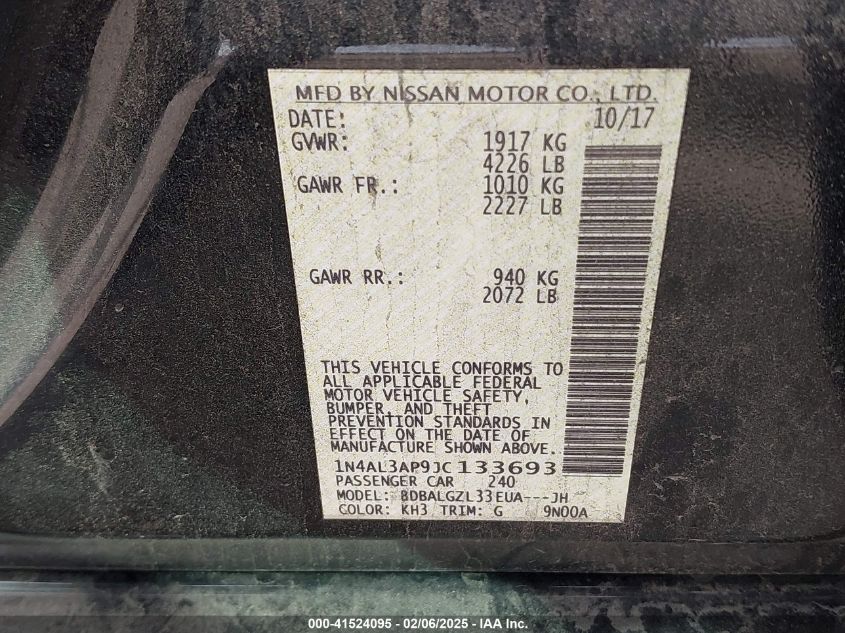 MFD BY NISSAN MOTOR CO., LTD.
DATE: 10/17
GVWR: 1917 KG
4226 LB
GAWR FR.: 1010 KG
2227 LB
GAWR RR.: 940 KG
2072 LB
THIS VEHICLE CONFORMS TO
ALL APPLICABLE FEDERAL
MOTOR VEHICLE SAFETY,
BUMPER, AND THEFT
PREVENTION STANDARDS IN
EFFECT ON THE DATE OF
MANUFACTURE SHOWN ABOVE.
1N4AL3AP9JC133693
PASSENGER CAR 240
MODEL: BDBALGZL33EUA---JH
COLOR: KH3 TRIM: G 9N00A
000-41524095 - 02/06/2025 - IAA Inc.